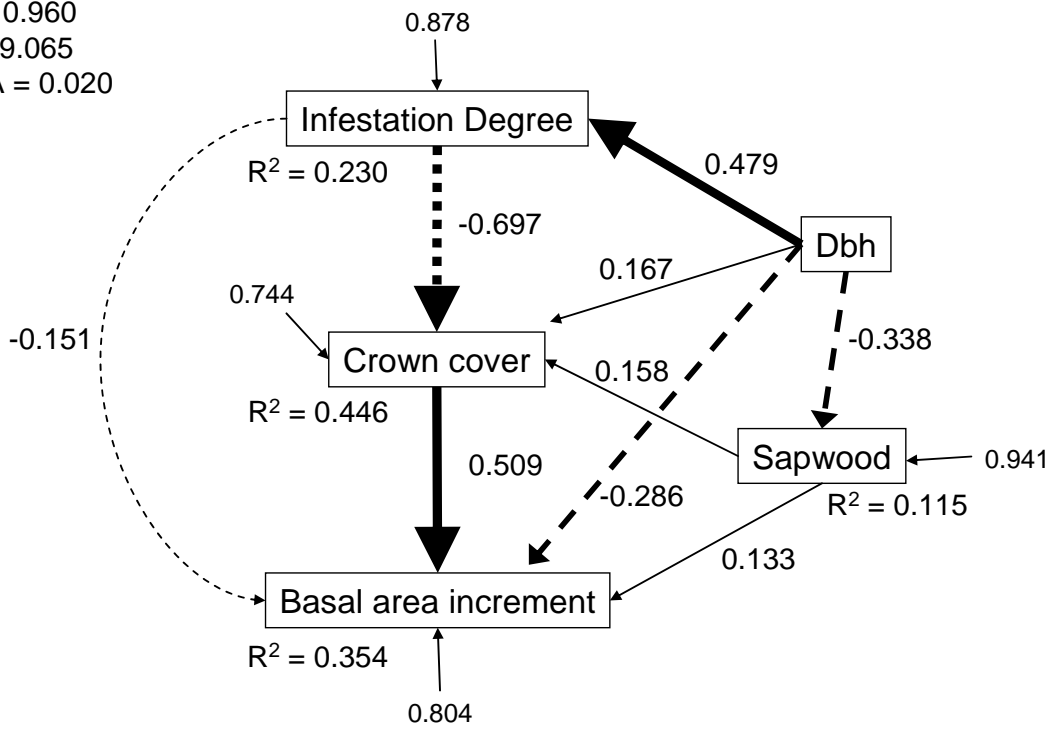 0.960
9.065
= 0.020
0.878
Infestation Degree
R² = 0.230
0.479
-0.697
Dbh
0.167
0.744
-0.151
-0.338
Crown cover
0.158
R² = 0.446
Sapwood
0.941
0.509
-0.286
R² = 0.115
0.133
Basal area increment
R² = 0.354
0.804